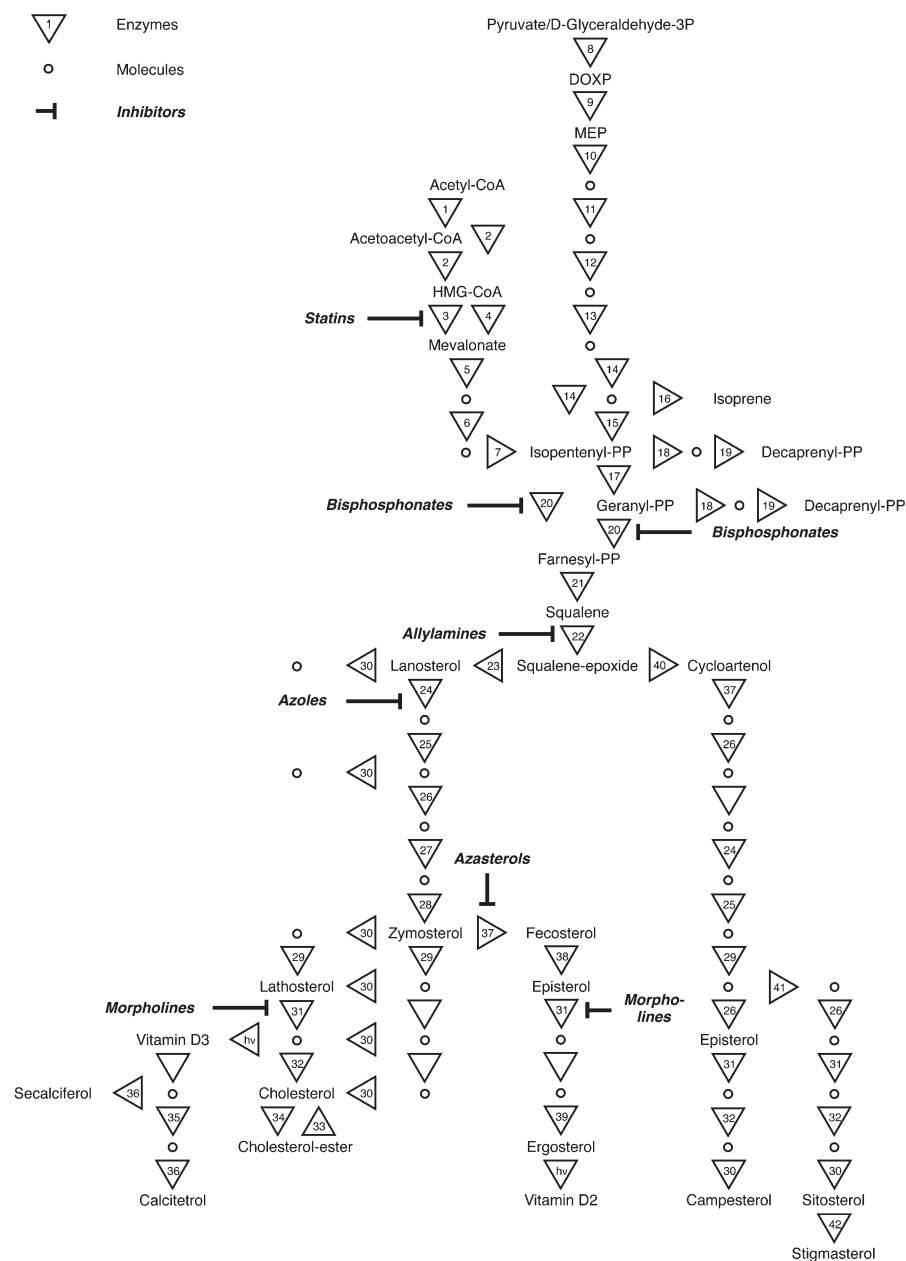 1 Enzymes
Molecules
Inhibitors
Pyruvate/D-Glyceraldehyde-3P
8
DOXP
9
MEP
10
Acetyl-CoA
1 11
Acetoacetyl-CoA 2
2 12
HMG-CoA
Statins 3 4 13
Mevalonate
5 14
14 16 Isoprene
6 15
7 Isopentenyl-PP 18 19 Decaprenyl-PP
17
Bisphosphonates 20 Geranyl-PP 18 19 Decaprenyl-PP
20 Bisphosphonates
Farnesyl-PP
21
Squalene
Allylamines 22
30 Lanosterol 23 Squalene-epoxide 40 Cycloartenol
Azoles 24 37
25 26
30
26
27 24
Azasterols
28 25
30 Zymosterol 37 Fecosterol
29 29 38 29
Lathosterol 30 Episterol 41
Morpholines 31 31 Morpho-
lines 26 26
Vitamin D3 hv 30 Episterol
32 31 31
Secalciferol 36 Cholesterol 30
35 34 33 39 32 32
Cholesterol-ester Ergosterol
36 hv 30 30
Calcitetrol Vitamin D2 Campesterol Sitosterol
42
Stigmasterol